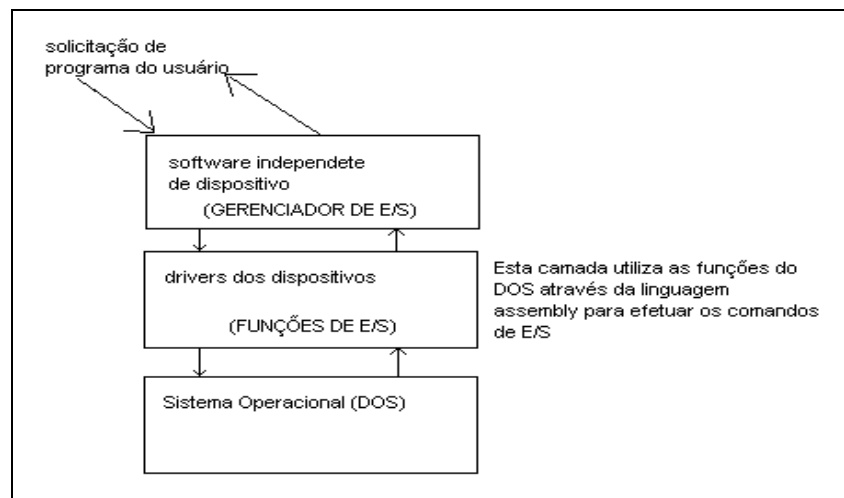 solicitação de
programa do usuário
software independete
de dispositivo
(GERENCIADOR DE E/S)
drivers dos dispositivos
(FUNÇÕES DE E/S)
Esta camada utiliza as funções do
DOS através da linguagem
assembly para efetuar os comandos
de E/S
Sistema Operacional (DOS)